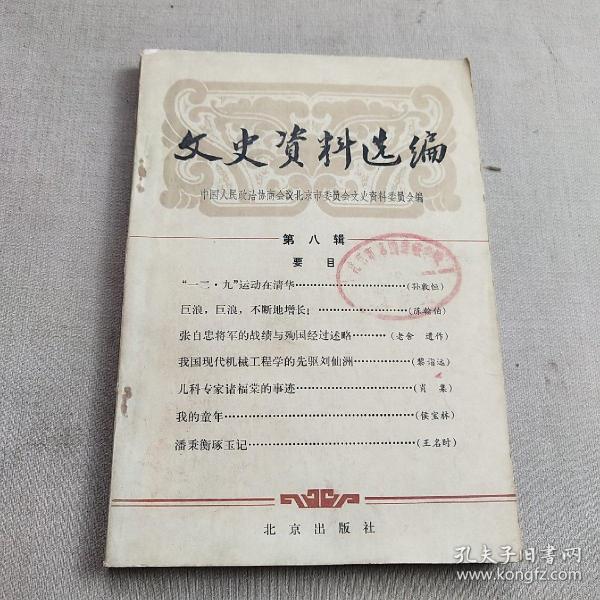 文史资料选编
中国人民政治协商会议北京市委员会文史资料委员会编
第八辑
要目
“一二·九”运动在清华……(孙敦恒)
巨浪，巨浪，不断地增长！……(陈翰伯)
张自忠将军的战绩与殉国经过述略……(老舍 遗作)
我国现代机械工程学的先驱刘仙洲……(黎诣远)
儿科专家诸福棠的事迹……(肖集)
我的童年……(侯宝林)
潘秉衡琢玉记……(王名时)
北京出版社
孔夫子旧书网
www.kongfz.com